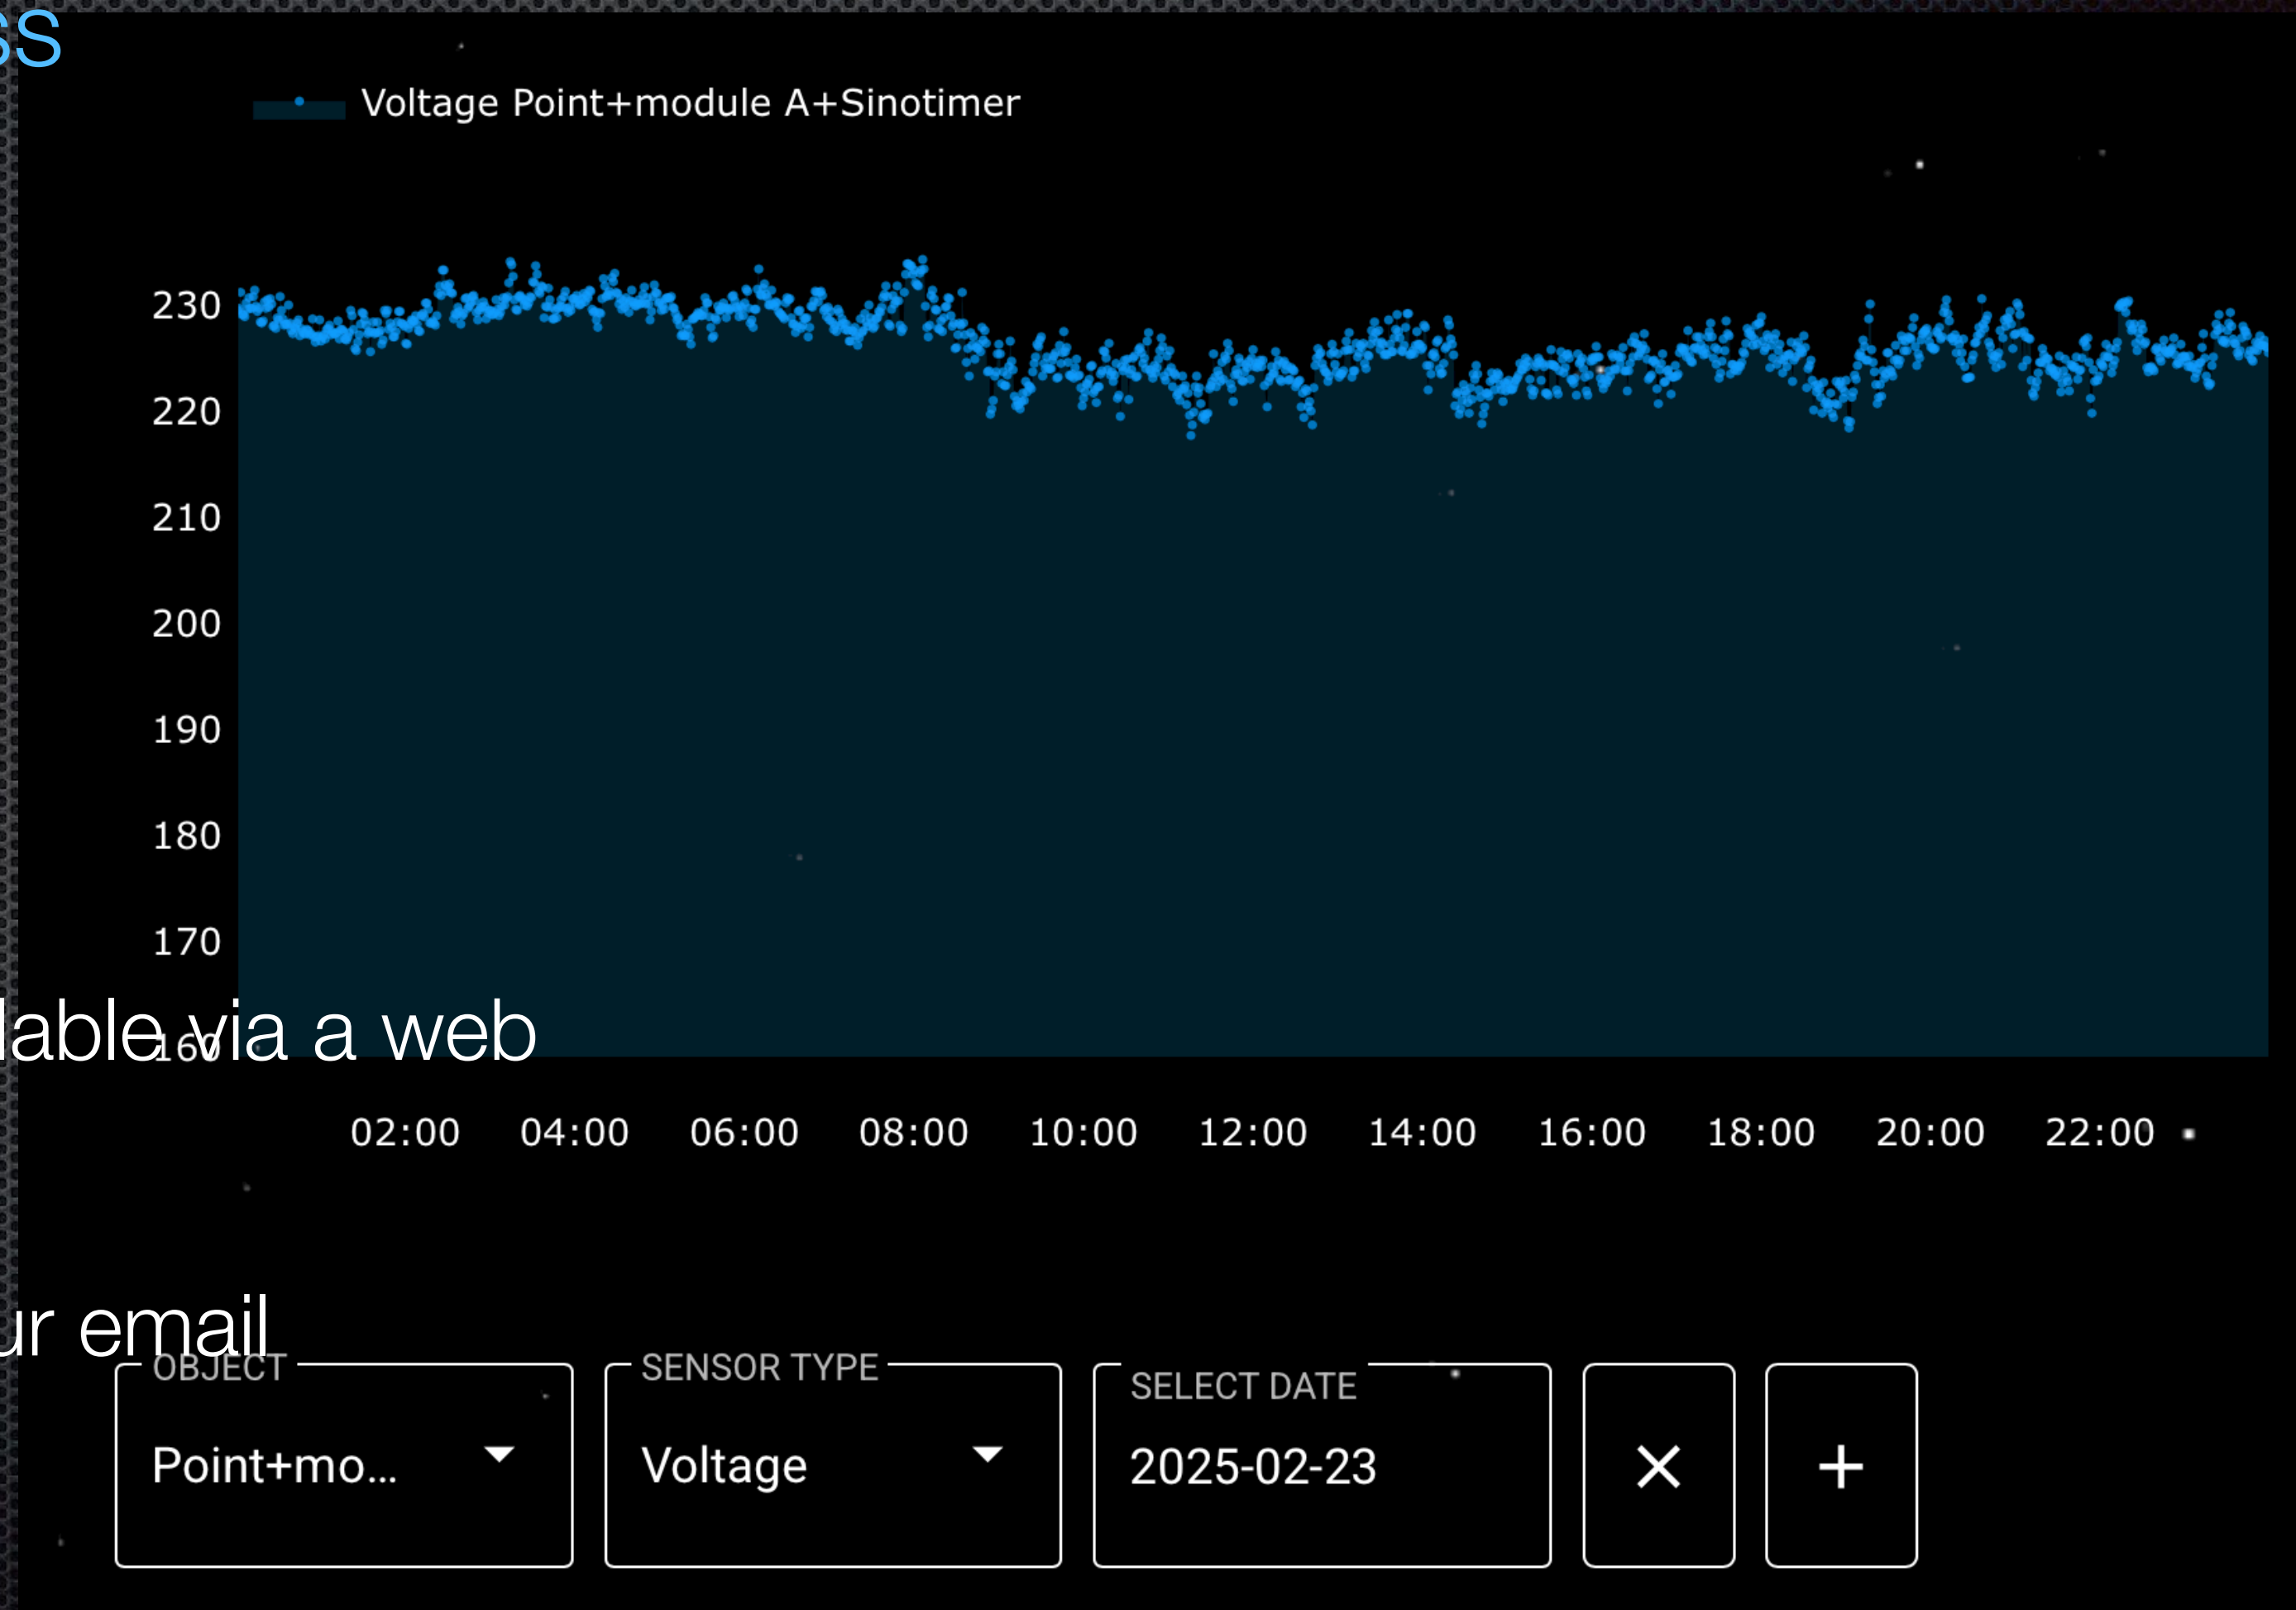 ss
Voltage Point+module A+Sinotimer
230
220
210
200
190
180
170
lable via a web
160
02:00 04:00 06:00 08:00 10:00 12:00 14:00 16:00 18:00 20:00 22:00
ur email
OBJECT SENSOR TYPE SELECT DATE
Point+mo... Voltage 2025-02-23